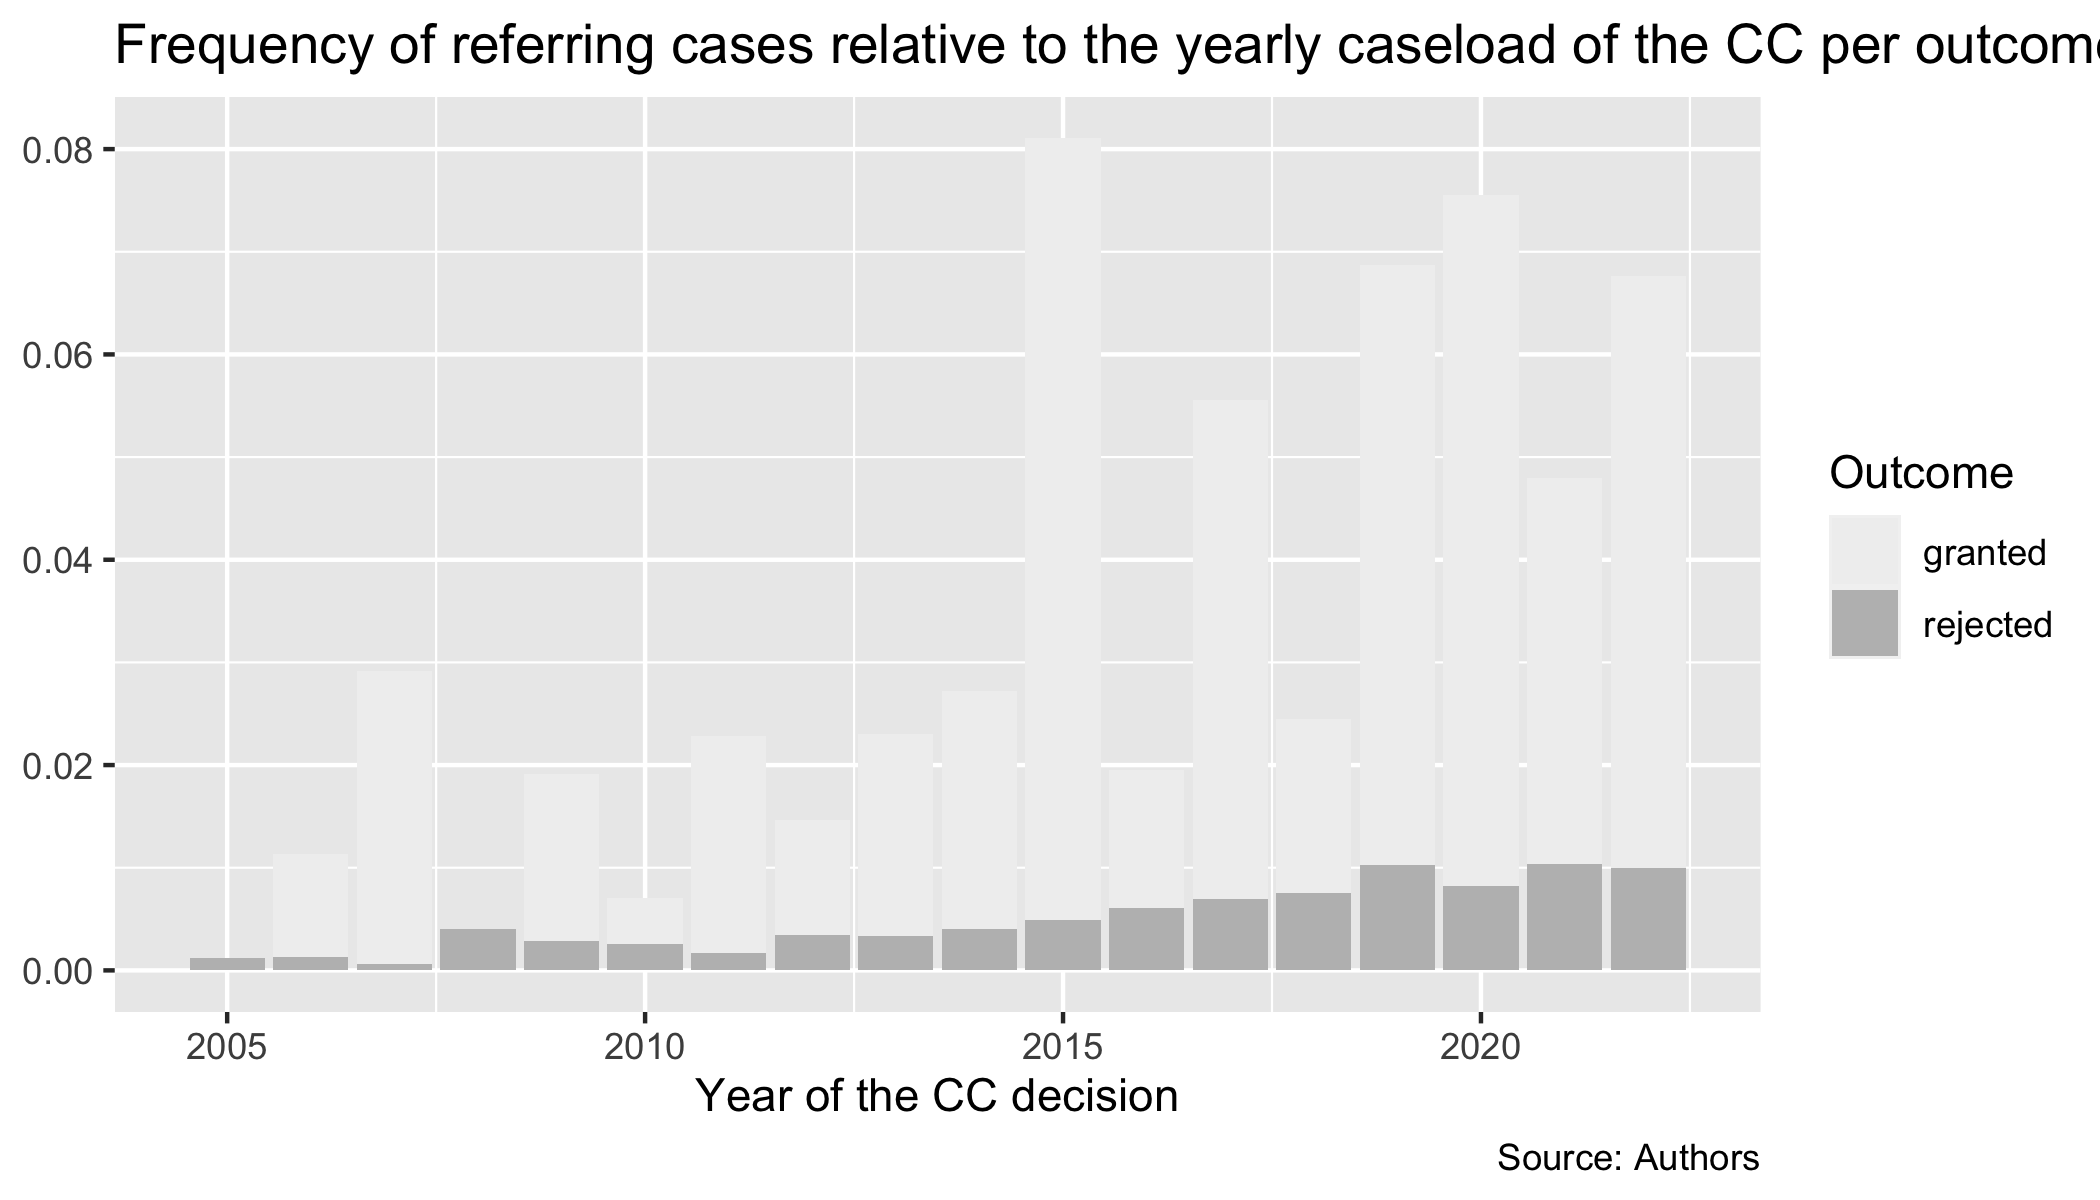 Frequency of referring cases relative to the yearly caseload of the CC per outcome
0.08
0.06
0.04
0.02
0.00
2005 2010 2015 2020
Year of the CC decision
Outcome
granted
rejected
Source: Authors